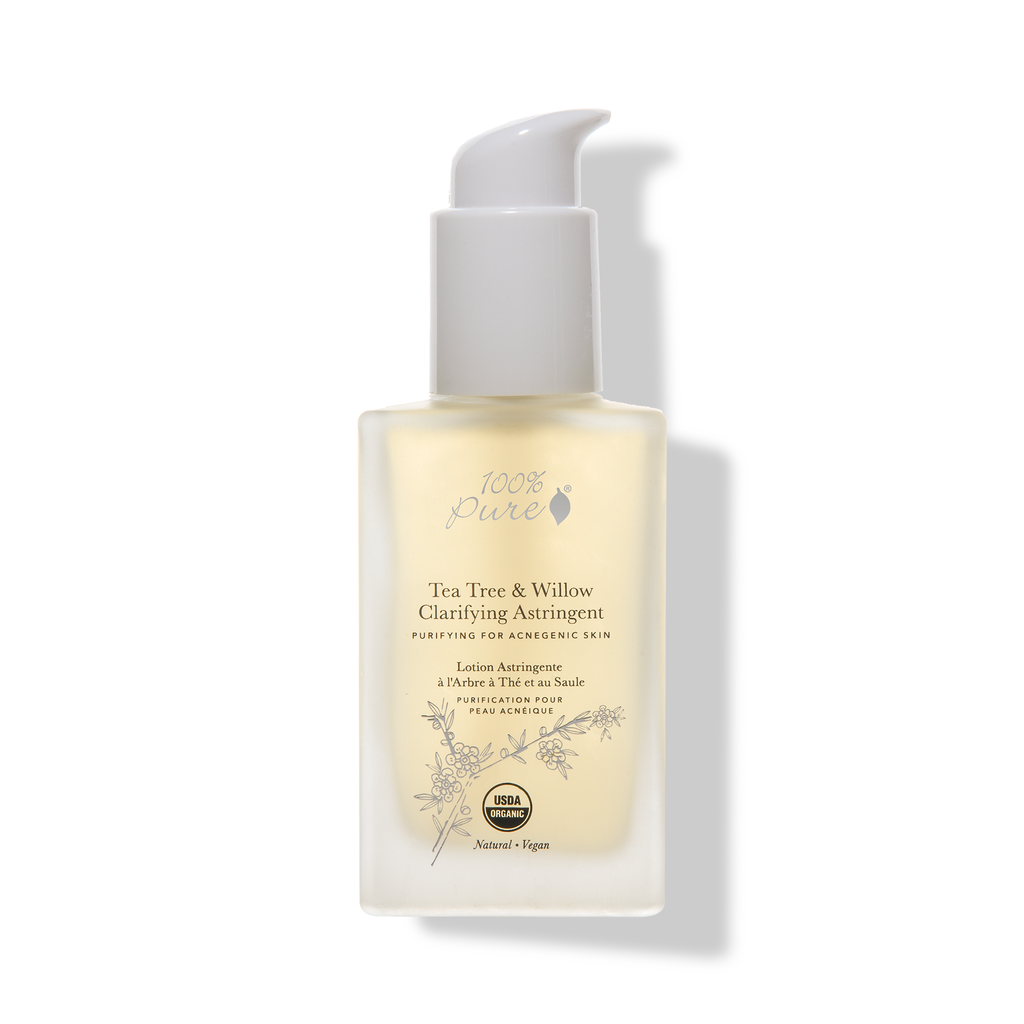 100%
Pure®
Tea Tree & Willow
Clarifying Astringent
PURIFYING FOR ACNEGENIC SKIN
Lotion Astringente
à l'Arbre à Thé et au Saule
PURIFICATION POUR
PEAU ACNÉIQUE
USDA
ORGANIC
Natural • Vegan